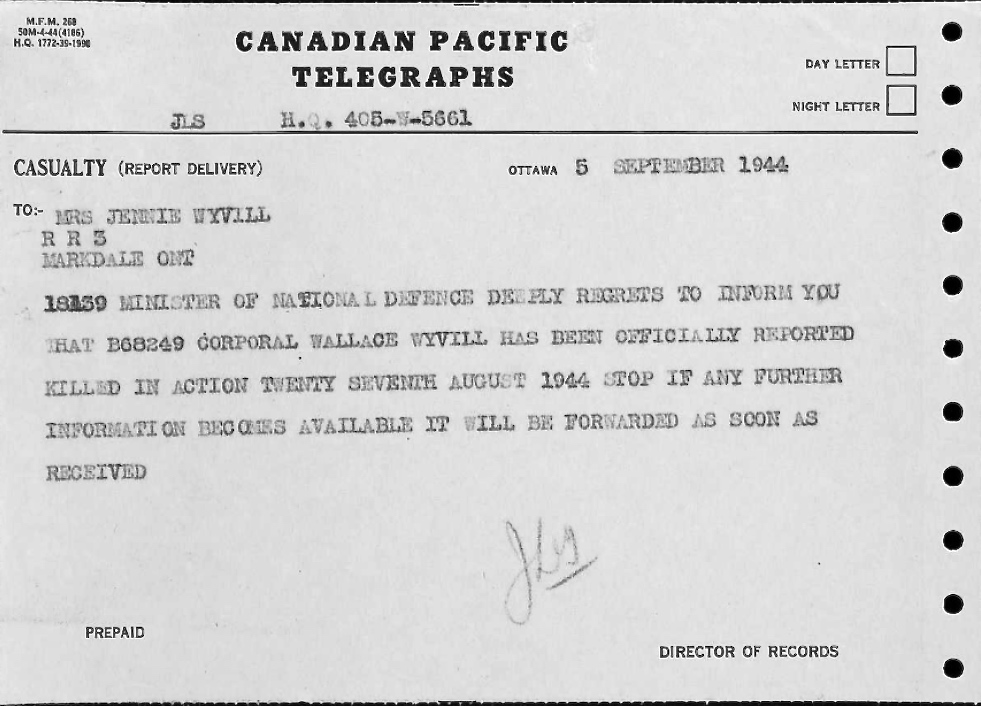 M.F.M. 268
50M-4-44(4186)
H.Q. 1772-39-1998
CANADIAN PACIFIC
TELEGRAPHS
DAY LETTER
NIGHT LETTER
JLS H.Q. 405-W-5661
CASUALTY (REPORT DELIVERY)
OTTAWA 5 SEPTEMBER 1944
TO:- MRS JENNIE WYVILL
R R 3
MARKDALE ONT
18139 MINISTER OF NATIONAL DEFENCE DEEPLY REGRETS TO INFORM YOU
THAT B68249 CORPORAL WALLACE WYVILL HAS BEEN OFFICIALLY REPORTED
KILLED IN ACTION TWENTY SEVENTH AUGUST 1944 STOP IF ANY FURTHER
INFORMATION BECOMES AVAILABLE IT WILL BE FORWARDED AS SOON AS
RECEIVED
JLS
PREPAID
DIRECTOR OF RECORDS